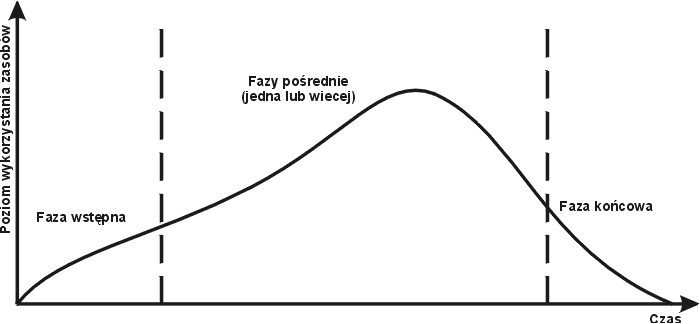 Poziom wykorzystania zasobów
Fazy pośrednie
(jedna lub wiecej)
Faza wstępna
Faza końcowa
Czas